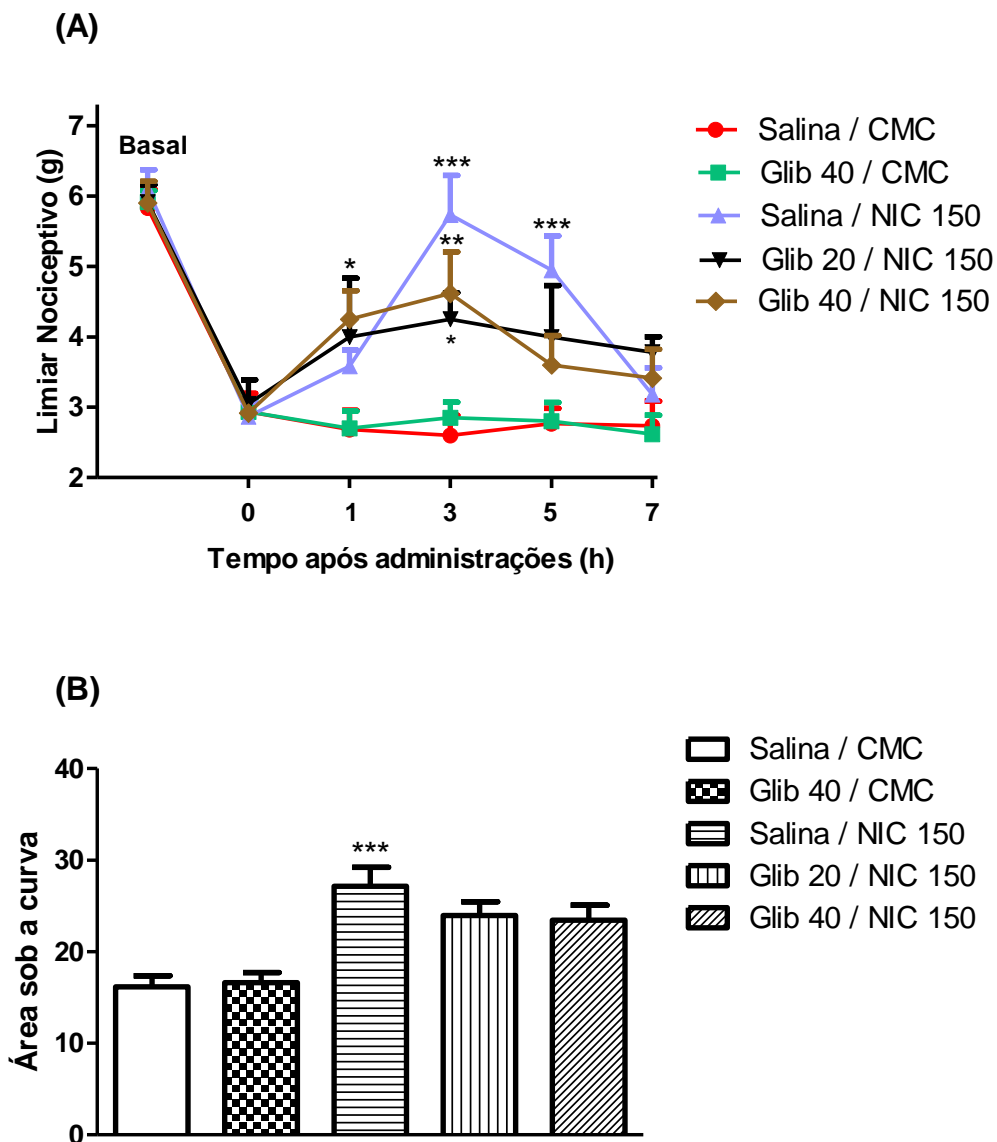 (A)
Limiar Nociceptivo (g)
7
6
5
4
3
2
Basal
***
***
**
*
*
0 1 3 5 7
Tempo após administrações (h)
Salina / CMC
Glib 40 / CMC
Salina / NIC 150
Glib 20 / NIC 150
Glib 40 / NIC 150
(B)
Área sob a curva
40
30
20
10
0
***
Salina / CMC
Glib 40 / CMC
Salina / NIC 150
Glib 20 / NIC 150
Glib 40 / NIC 150